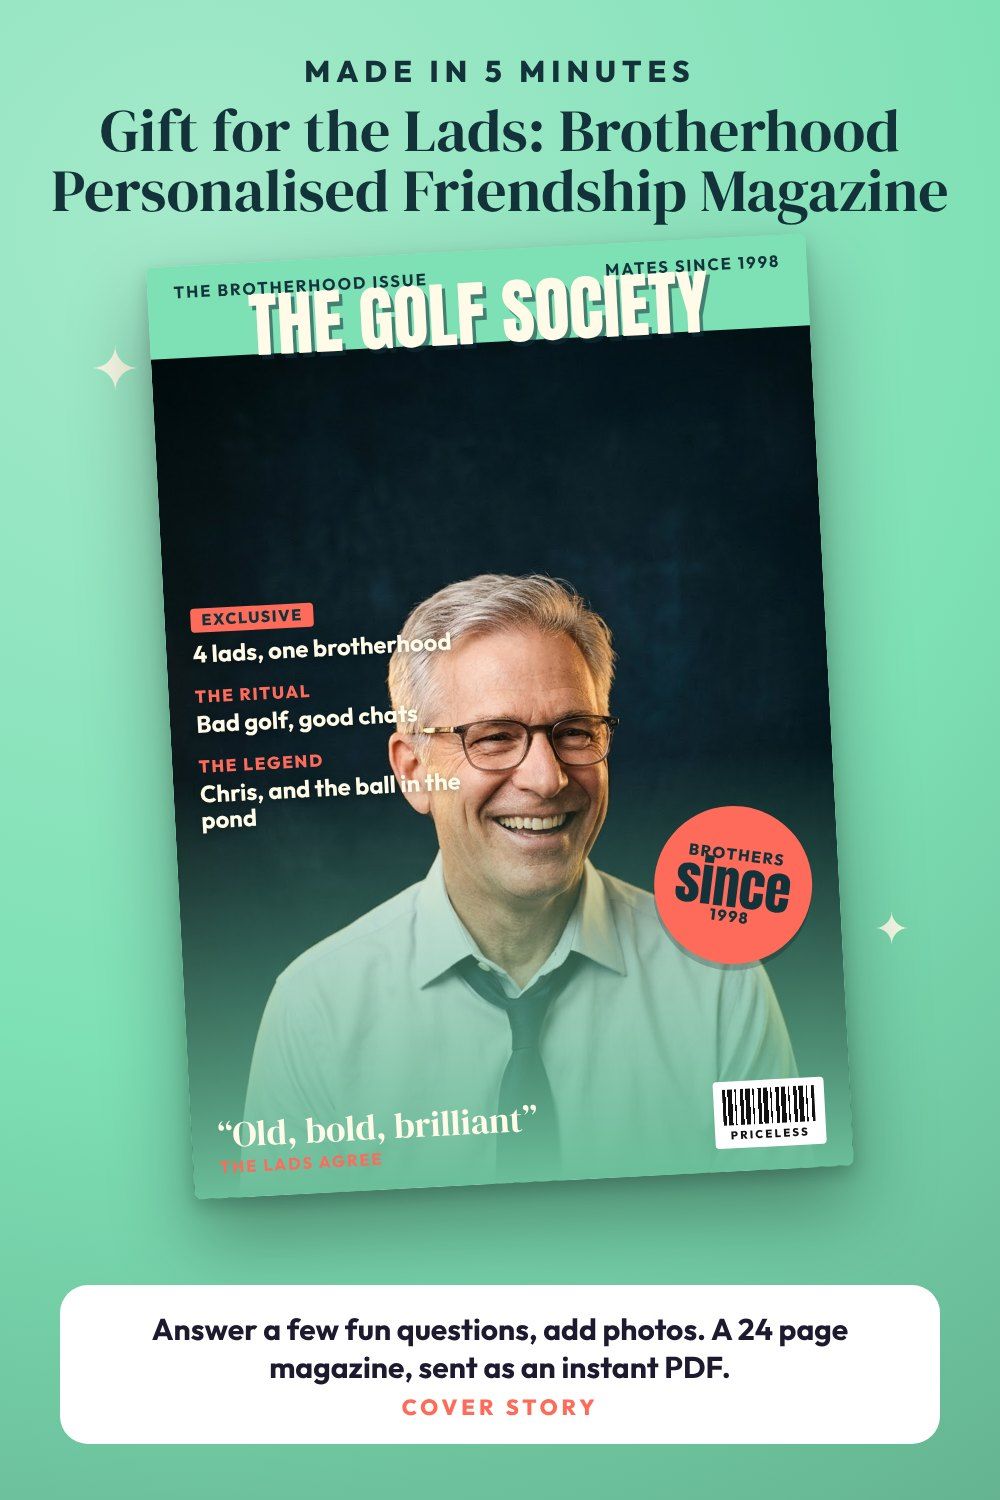 MADE IN 5 MINUTES
Gift for the Lads: Brotherhood
Personalised Friendship Magazine
THE BROTHERHOOD ISSUE
MATES SINCE 1998
THE GOLF SOCIETY
EXCLUSIVE
4 lads, one brotherhood
THE RITUAL
Bad golf, good chats
THE LEGEND
Chris, and the ball in the
pond
BROTHERS
since
1998
“Old, bold, brilliant”
THE LADS AGREE
PRICELESS
Answer a few fun questions, add photos. A 24 page
magazine, sent as an instant PDF.
COVER STORY